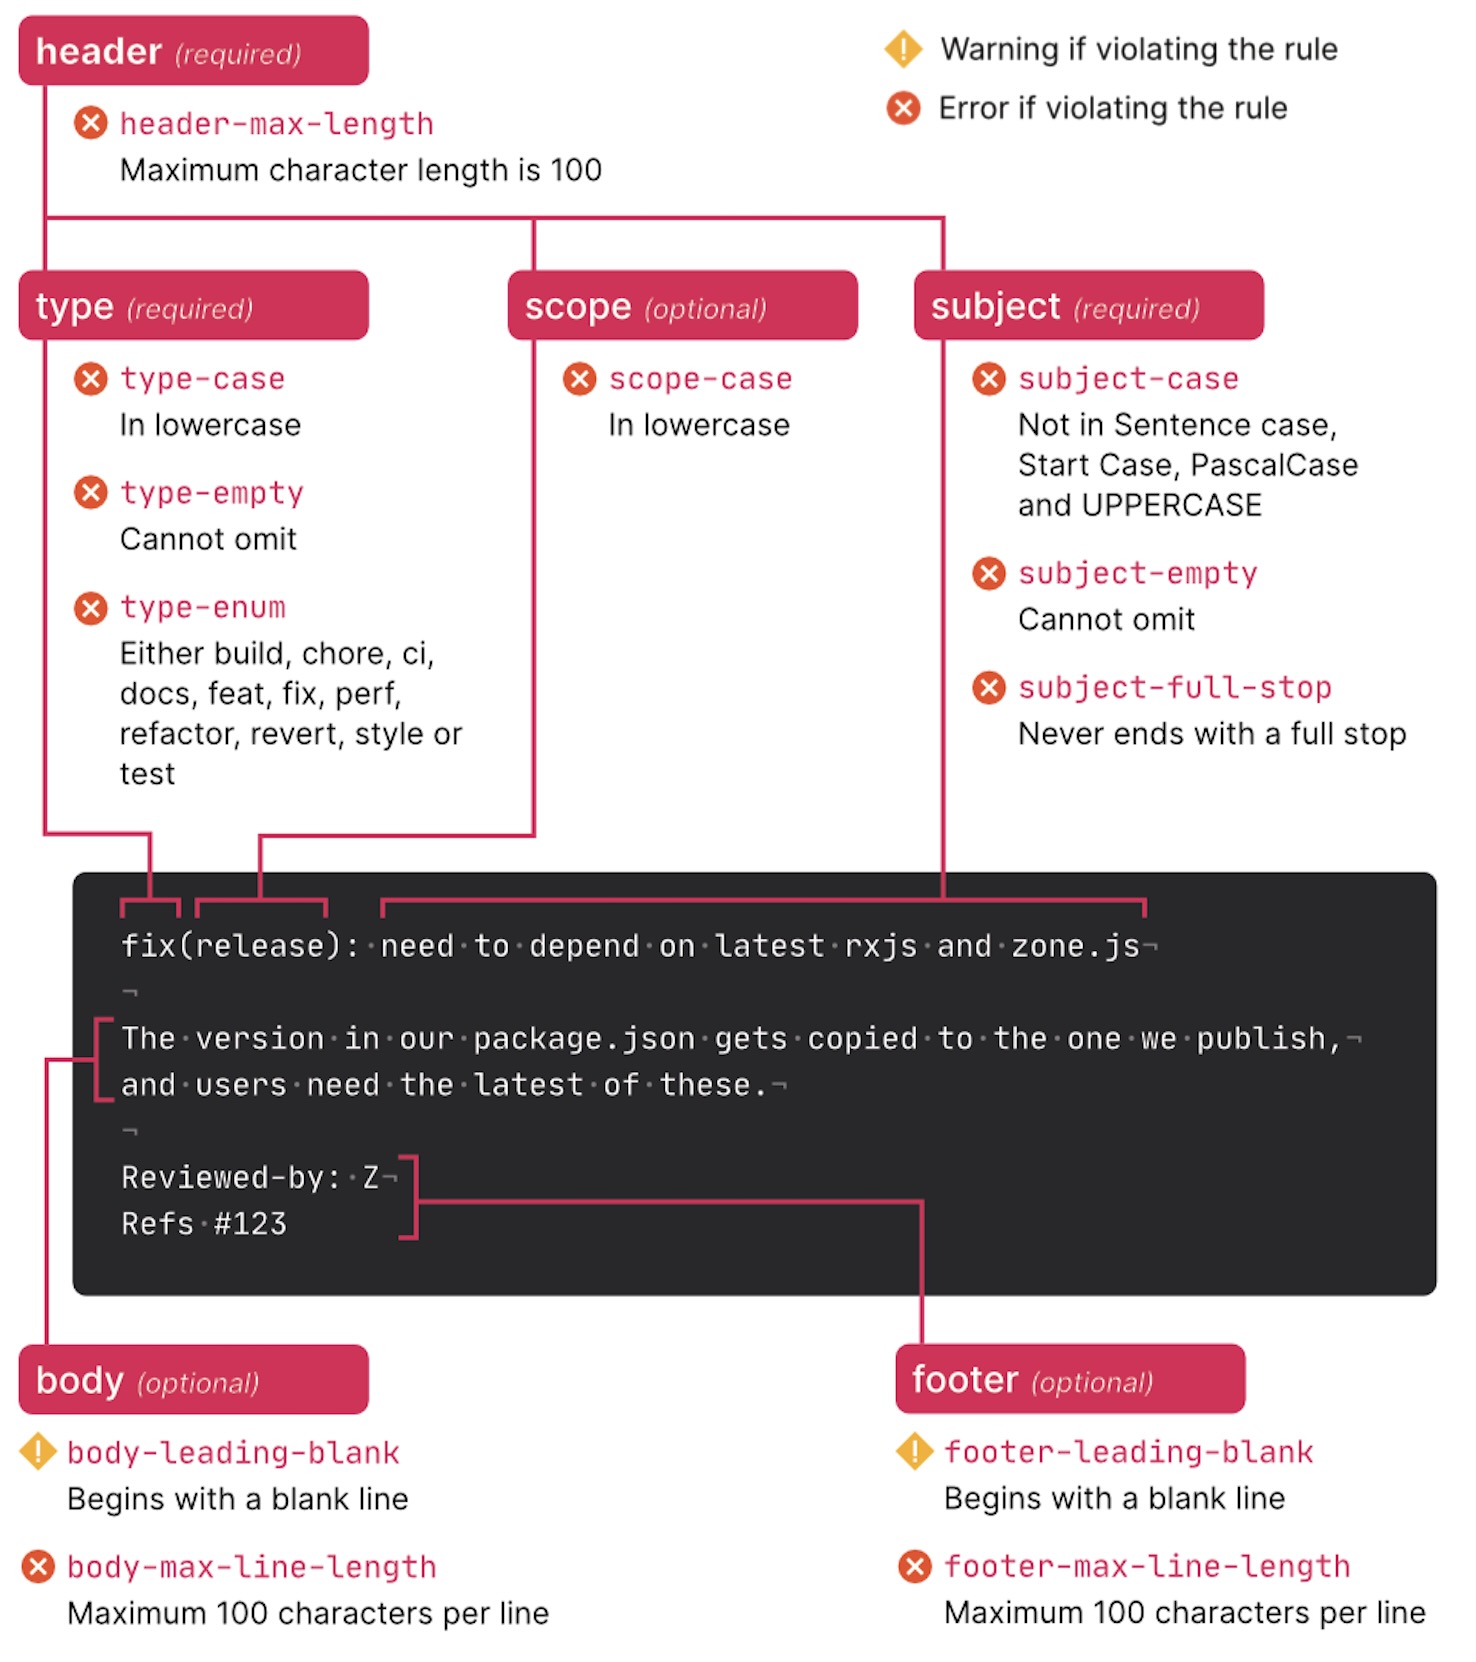 header (required)
Warning if violating the rule
Error if violating the rule
header-max-length
Maximum character length is 100
type (required)
type-case
In lowercase
type-empty
Cannot omit
type-enum
Either build, chore, ci,
docs, feat, fix, perf,
refactor, revert, style or
test
scope (optional)
scope-case
In lowercase
subject (required)
subject-case
Not in Sentence case,
Start Case, PascalCase
and UPPERCASE
subject-empty
Cannot omit
subject-full-stop
Never ends with a full stop
fix(release):·need·to·depend·on·latest·rxjs·and·zone.js¬
¬
The·version·in·our·package.json·gets·copied·to·the·one·we·publish,¬
and·users·need·the·latest·of·these.¬
¬
Reviewed-by:·Z¬
Refs·#123
body (optional)
body-leading-blank
Begins with a blank line
body-max-line-length
Maximum 100 characters per line
footer (optional)
footer-leading-blank
Begins with a blank line
footer-max-line-length
Maximum 100 characters per line